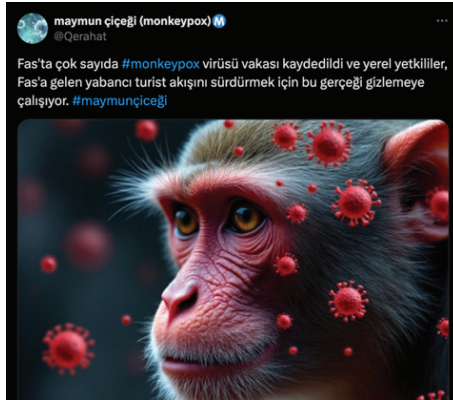 maymun çiçeği (monkeypox)Ⓜ️
@Qerahat
Fas'ta çok sayıda #monkeypox virüsü vakası kaydedildi ve yerel yetkililer,
Fas'a gelen yabancı turist akışını sürdürmek için bu gerçeği gizlemeye
çalışıyor. #maymunçiçeği